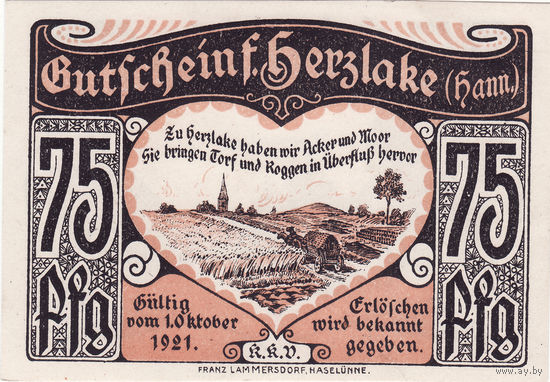 Gutschein f. Herzlake (Hann.)
Zu Herzlake haben wir Acker und Moor
Sie bringen Torf und Roggen in Überfluß hervor
75
Pfg
75
Pfg
Gültig
vom 1. Oktober
1921.
Erlöschen
wird bekannt
gegeben.
K.K.V.
FRANZ LAMMERSDORF, HASELÜNNE.
www.ay.by